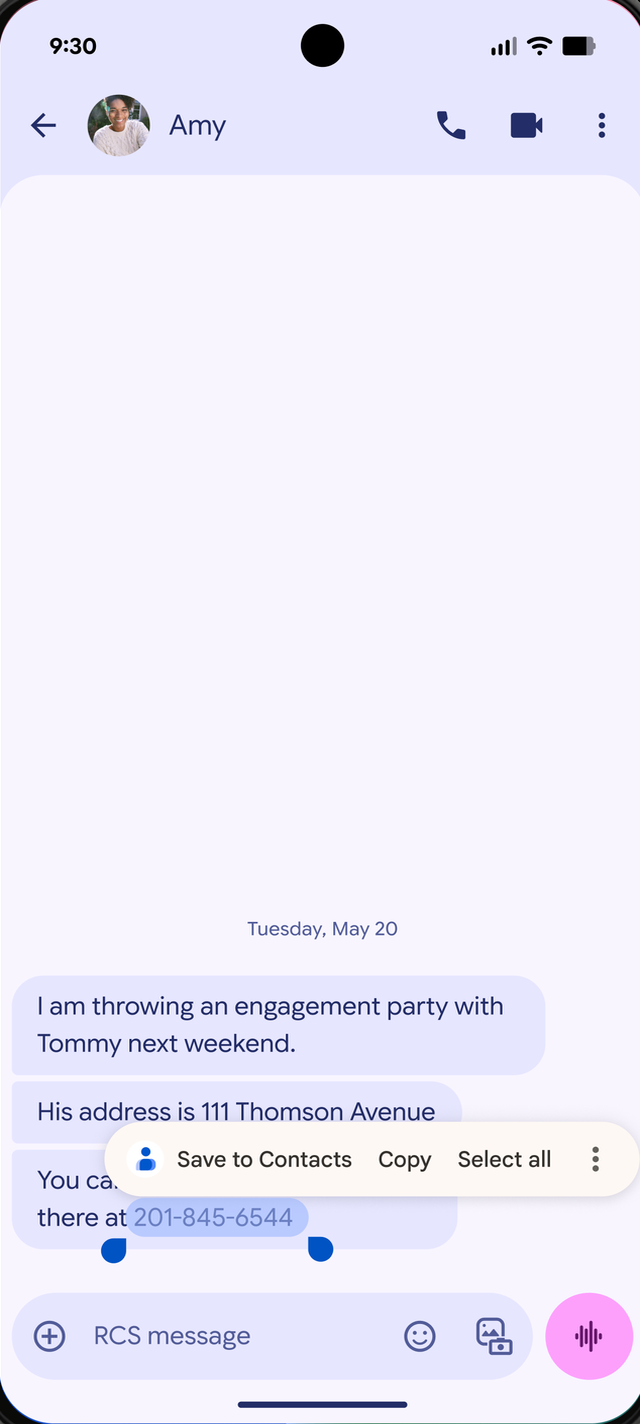 9:30
Amy
Tuesday, May 20
I am throwing an engagement party with
Tommy next weekend.
His address is 111 Thomson Avenue
Save to Contacts Copy Select all
You
there at 201-845-6544
RCS message